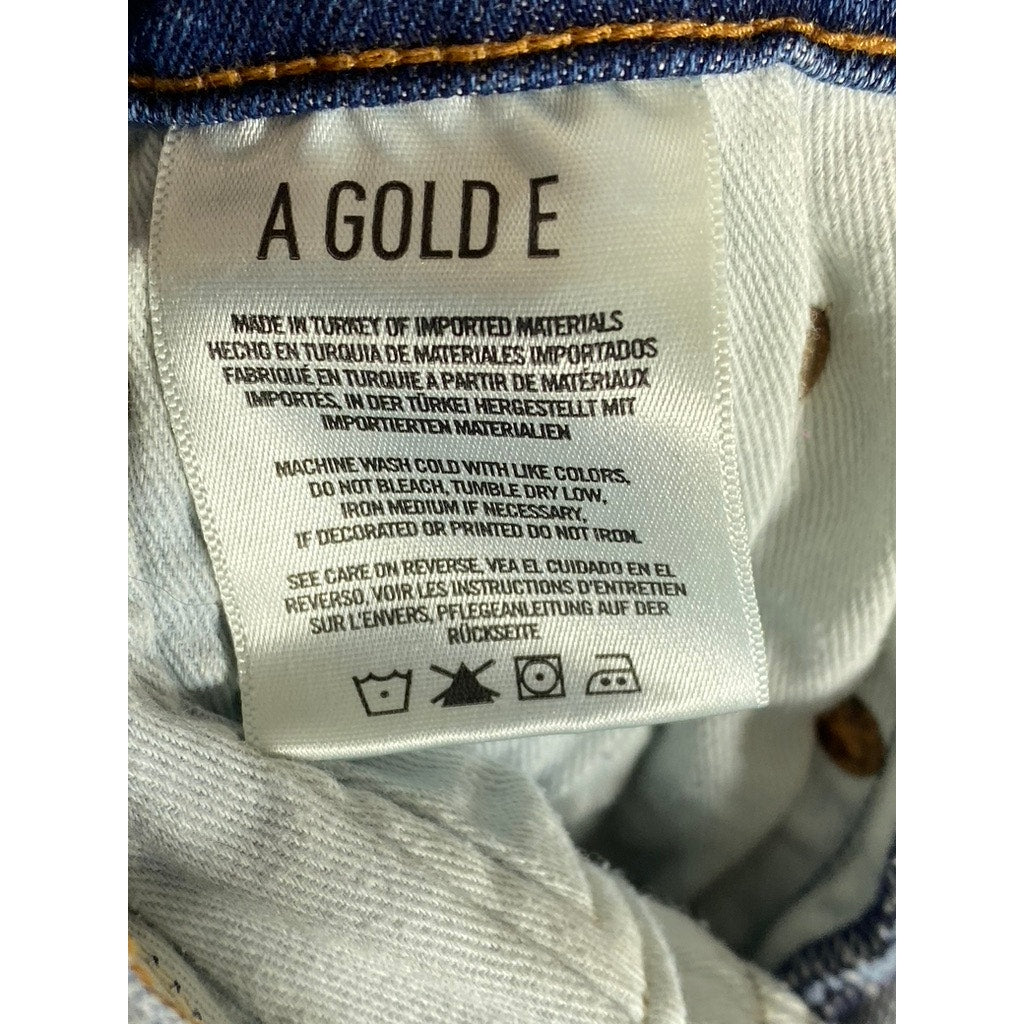 A GOLD E
MADE IN TURKEY OF IMPORTED MATERIALS
HECHO EN TURQUIA DE MATERIALES IMPORTADOS
FABRIQUÉ EN TURQUIE A PARTIR DE MATÉRIAUX
IMPORTÉS, IN DER TÜRKEI HERGESTELLT MIT
IMPORTIERTEN MATERIALIEN
MACHINE WASH COLD WITH LIKE COLORS,
DO NOT BLEACH, TUMBLE DRY LOW,
IRON MEDIUM IF NECESSARY,
IF DECORATED OR PRINTED DO NOT IRON.
SEE CARE ON REVERSE, VEA EL CUIDADO EN EL
REVERSO, VOIR LES INSTRUCTIONS D'ENTRETIEN
SUR L'ENVERS, PFLEGEANLEITUNG AUF DER
RÜCKSEITE